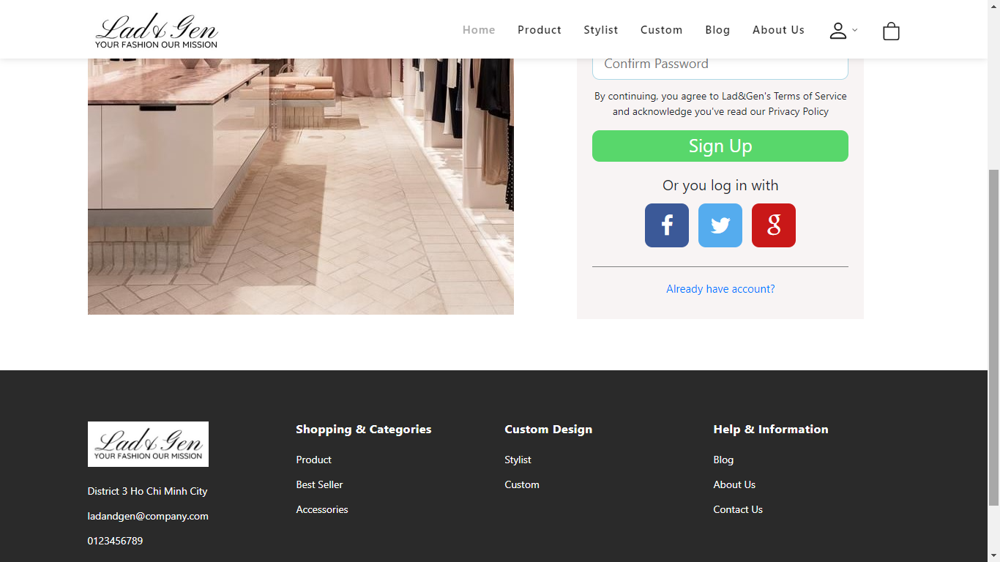 Lad&Gen
YOUR FASHION OUR MISSION
Home
Product
Stylist
Custom
Blog
About Us
Confirm Password
By continuing, you agree to Lad&Gen's Terms of Service
and acknowledge you've read our Privacy Policy
Sign Up
Or you log in with
Already have account?
Lad&Gen
YOUR FASHION OUR MISSION
District 3 Ho Chi Minh City
ladandgen@company.com
0123456789
Shopping & Categories
Product
Best Seller
Accessories
Custom Design
Stylist
Custom
Help & Information
Blog
About Us
Contact Us